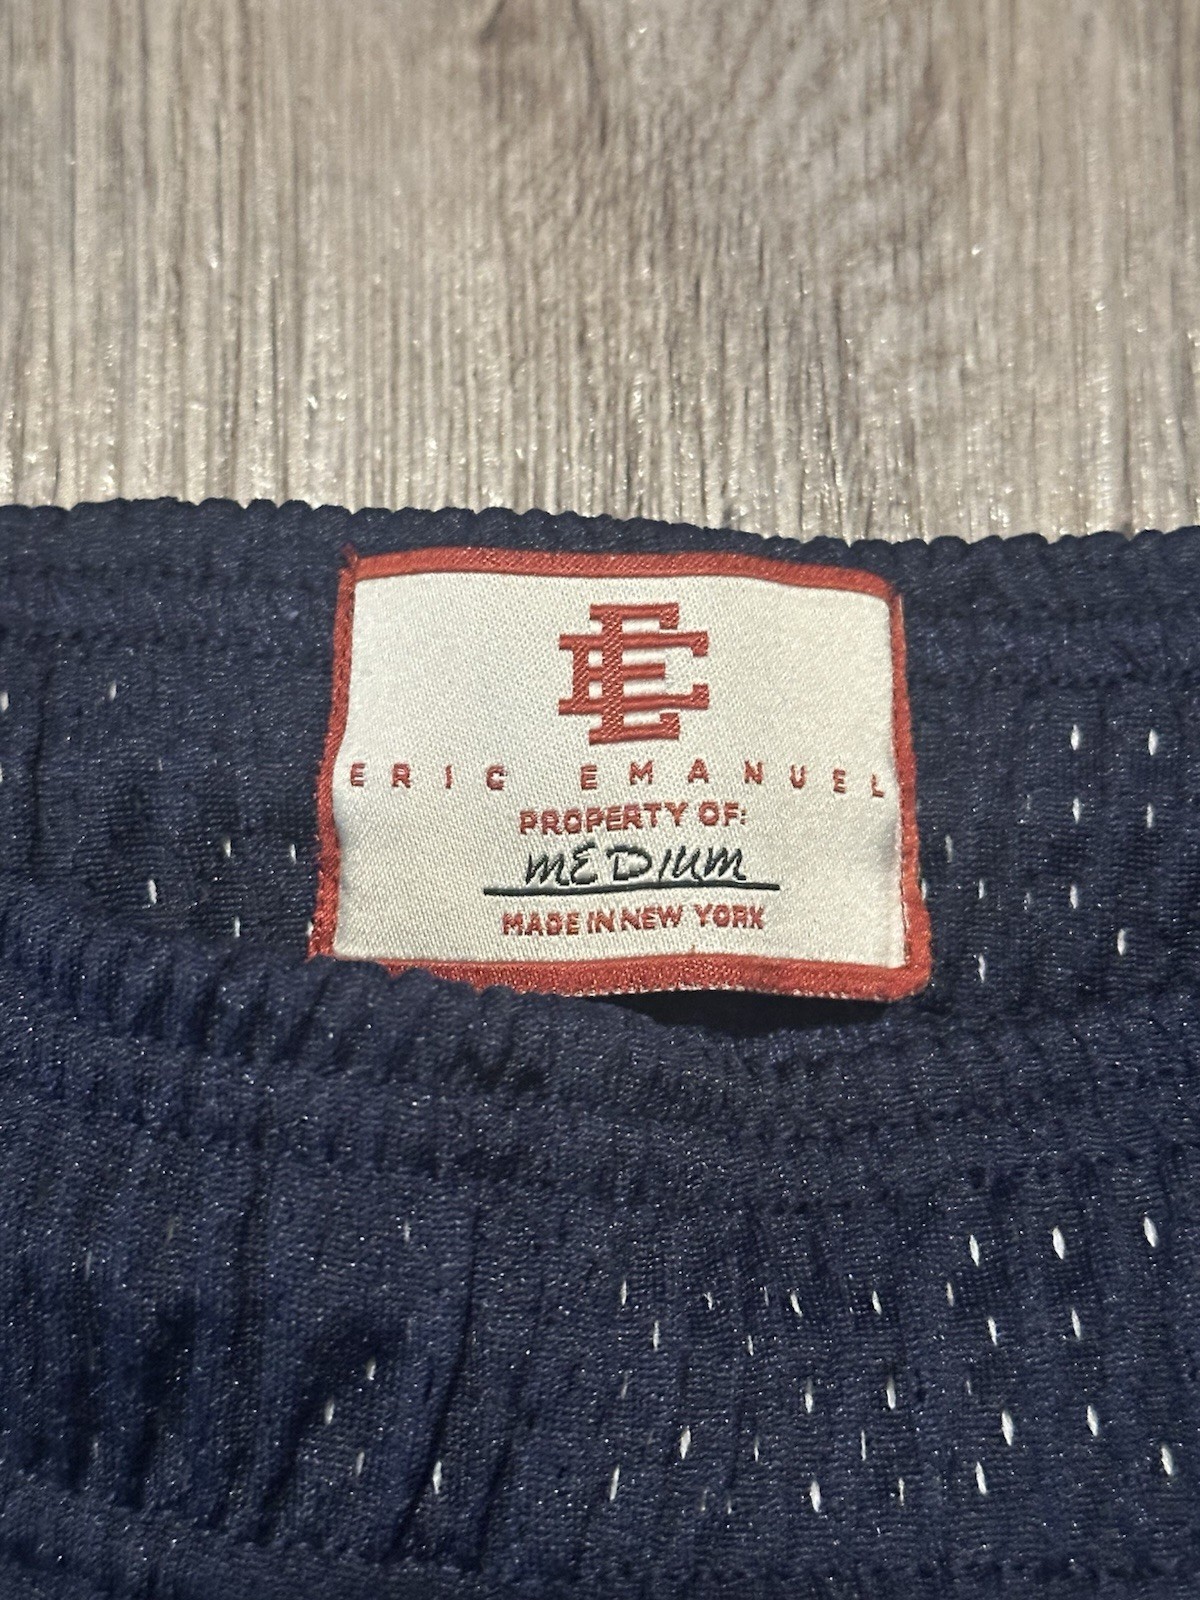 EE
ERIC EMANUEL
PROPERTY OF:
MEDIUM
MADE IN NEW YORK